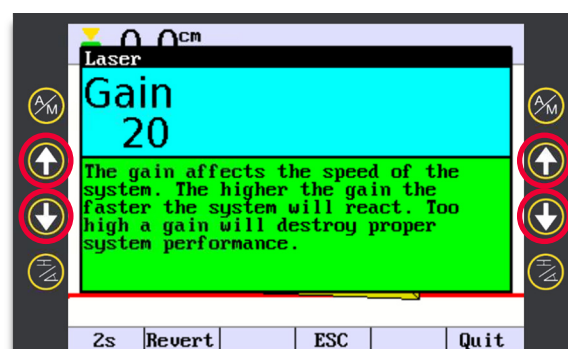 0.0cm
Laser
Gain
20
The gain affects the speed of the
system. The higher the gain the
faster the system will react. Too
high a gain will destroy proper
system performance.
A/M
A/M
2s Revert ESC Quit